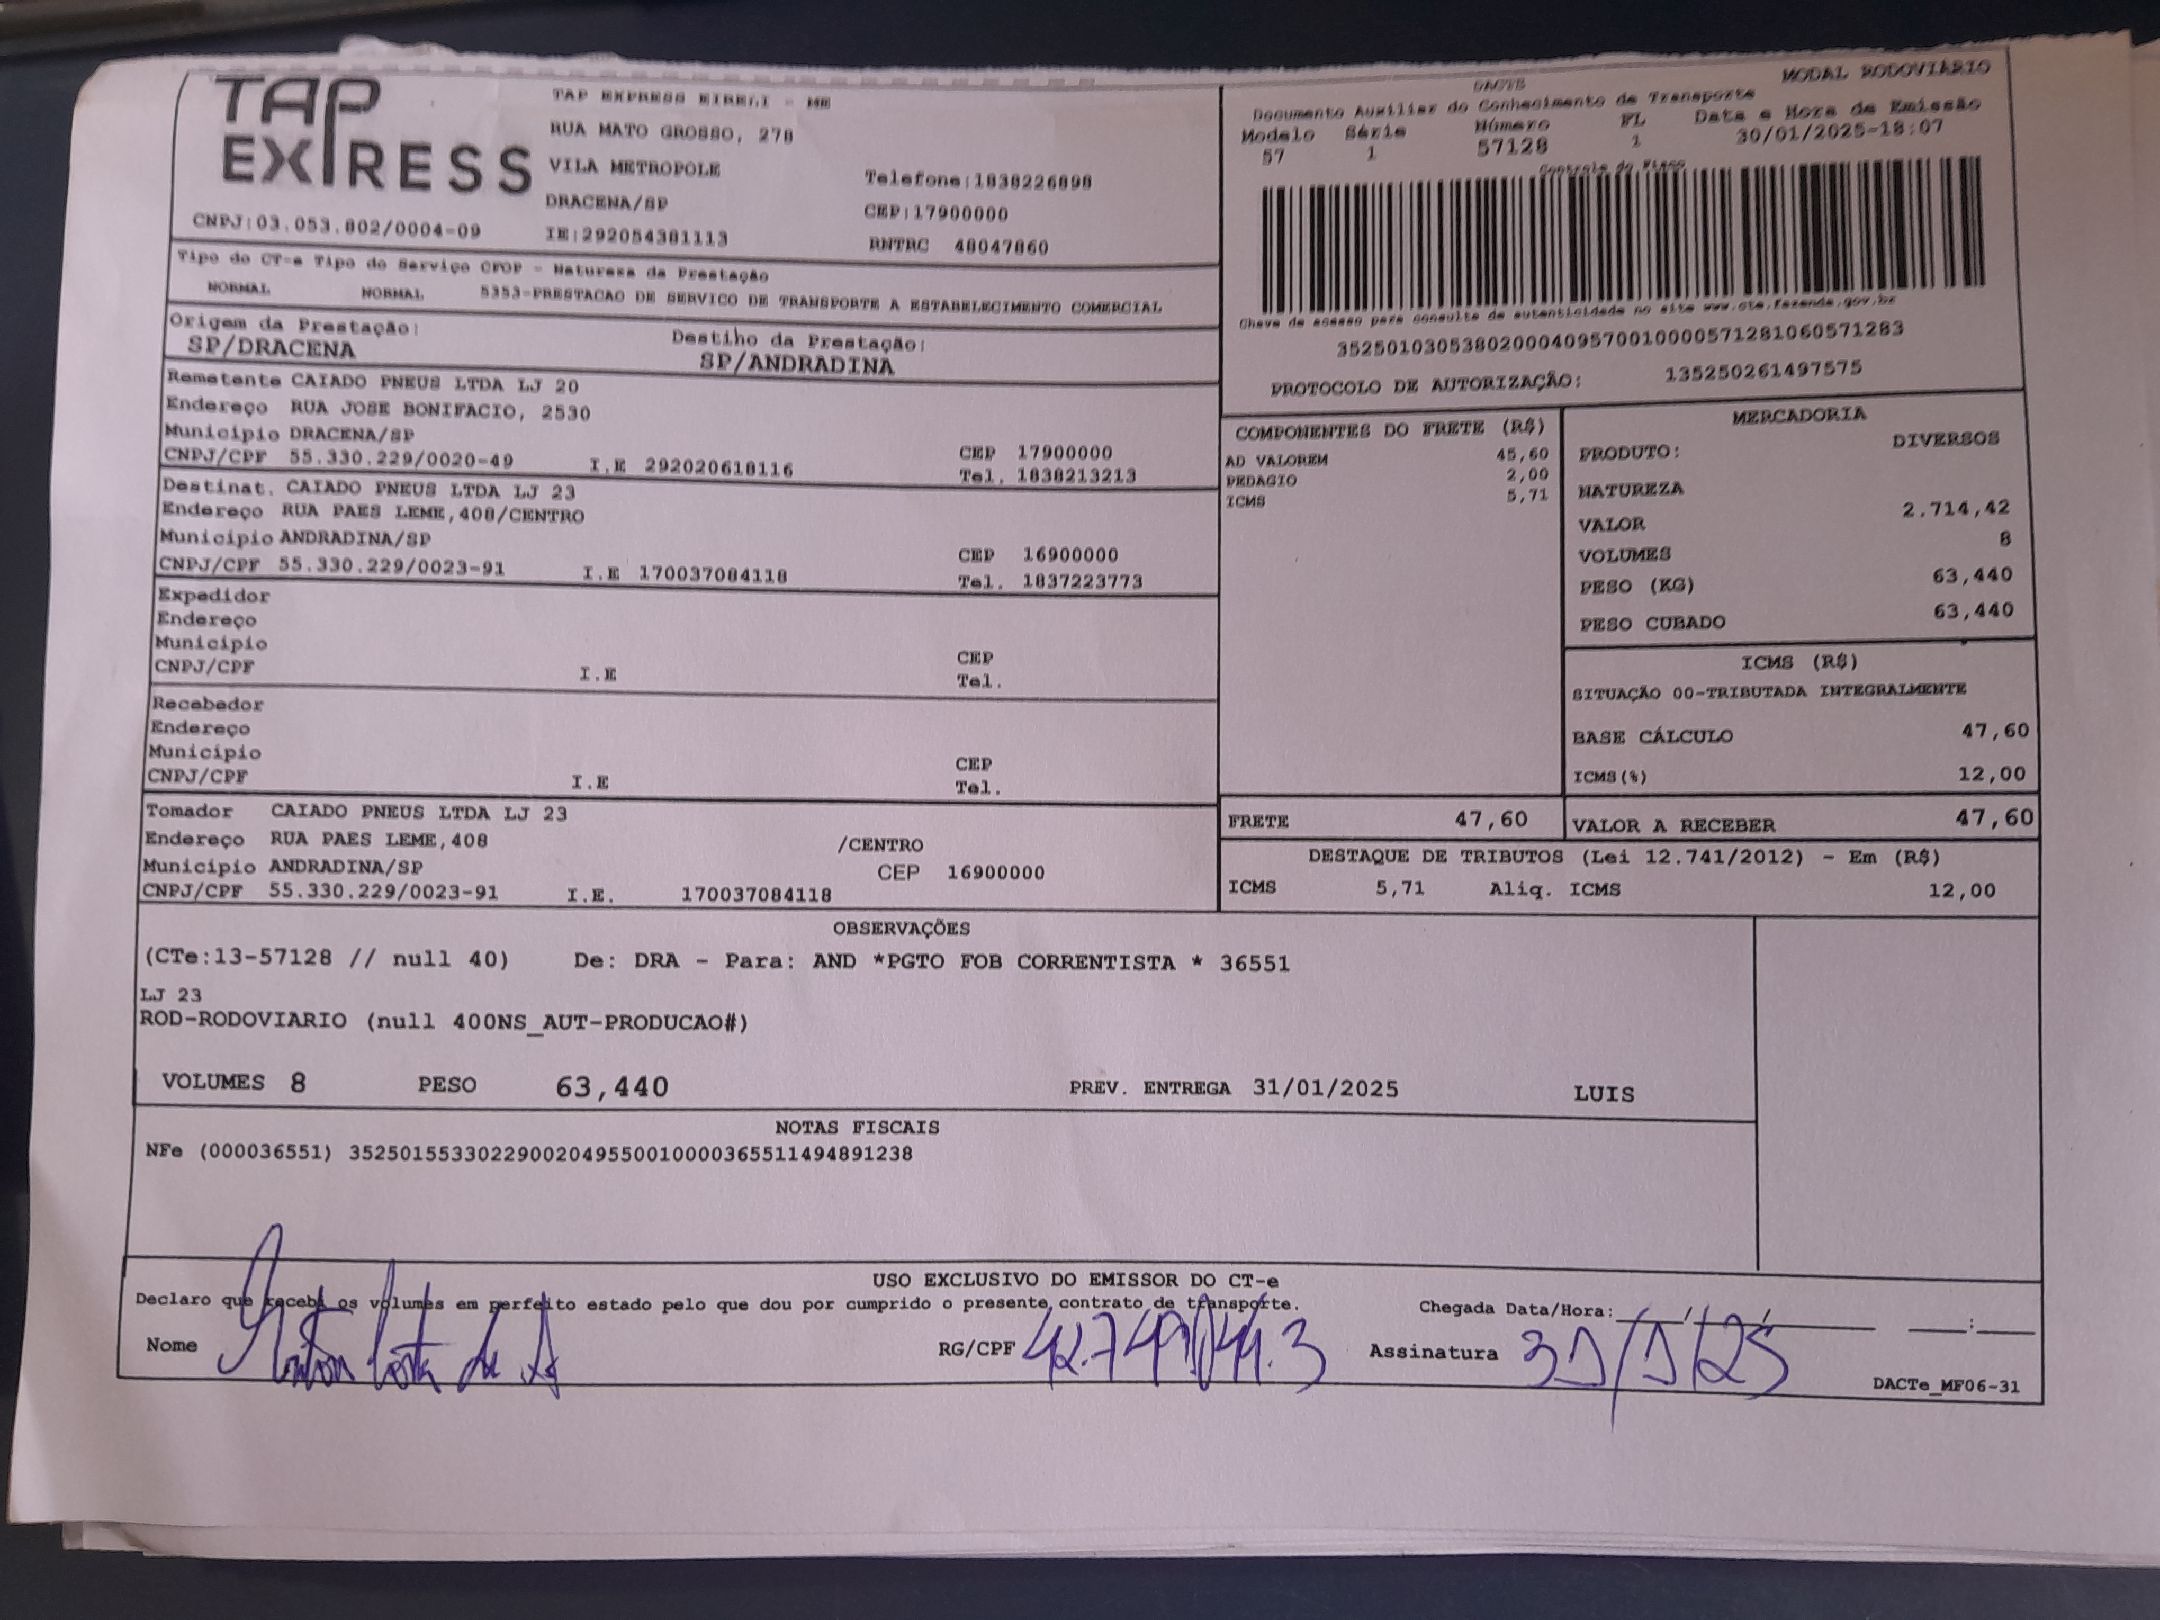 TAP EXPRESS
TAP EXPRESS EIRELI - ME
RUA MATO GROSSO, 278
VILA METROPOLE
Telefone:1838226898
DRACENA/SP
CEP:17900000
CNPJ:03.053.802/0004-09
IE:292054381113
RNTRC 48047860
DACTE
MODAL RODOVIÁRIO
Documento Auxiliar do Conhecimento de Transporte
Modelo Série Número FL Data e Hora de Emissão
57 1 57128 1 30/01/2025-18:07
Controle do Fisco
Chave de acesso para consulta de autenticidade no site www.cte.fazenda.gov.br
35250103053802000409570010000571281060571283
PROTOCOLO DE AUTORIZAÇÃO: 135250261497575
Tipo do CT-e Tipo do Serviço CFOP - Natureza da Prestação
NORMAL NORMAL 5353-PRESTACAO DE SERVICO DE TRANSPORTE A ESTABELECIMENTO COMERCIAL
Origem da Prestação: Destino da Prestação:
SP/DRACENA SP/ANDRADINA
Remetente CAIADO PNEUS LTDA LJ 20
Endereço RUA JOSE BONIFACIO, 2530
Município DRACENA/SP CEP 17900000
CNPJ/CPF 55.330.229/0020-49 I.E 292020618116 Tel. 1838213213
Destinat. CAIADO PNEUS LTDA LJ 23
Endereço RUA PAES LEME,408/CENTRO
Município ANDRADINA/SP CEP 16900000
CNPJ/CPF 55.330.229/0023-91 I.E 170037084118 Tel. 1837223773
Expedidor
Endereço
Município CEP
CNPJ/CPF I.E Tel.
Recebedor
Endereço
Município CEP
CNPJ/CPF I.E Tel.
Tomador CAIADO PNEUS LTDA LJ 23
Endereço RUA PAES LEME,408 /CENTRO
Município ANDRADINA/SP CEP 16900000
CNPJ/CPF 55.330.229/0023-91 I.E. 170037084118
COMPONENTES DO FRETE (R$)
AD VALOREM 45,60
PEDAGIO 2,00
ICMS 5,71
FRETE 47,60
MERCADORIA
PRODUTO: DIVERSOS
NATUREZA
VALOR 2.714,42
VOLUMES 8
PESO (KG) 63,440
PESO CUBADO 63,440
ICMS (R$)
SITUAÇÃO 00-TRIBUTADA INTEGRALMENTE
BASE CÁLCULO 47,60
ICMS(%) 12,00
VALOR A RECEBER 47,60
DESTAQUE DE TRIBUTOS (Lei 12.741/2012) - Em (R$)
ICMS 5,71 Aliq. ICMS 12,00
OBSERVAÇÕES
(CTe:13-57128 // null 40) De: DRA - Para: AND *PGTO FOB CORRENTISTA * 36551
LJ 23
ROD-RODOVIARIO (null 400NS_AUT-PRODUCAO#)
VOLUMES 8 PESO 63,440 PREV. ENTREGA 31/01/2025 LUIS
NOTAS FISCAIS
NFe (000036551) 35250155330229002049550010000365511494891238
USO EXCLUSIVO DO EMISSOR DO CT-e
Declaro que recebi os volumes em perfeito estado pelo que dou por cumprido o presente contrato de transporte. Chegada Data/Hora:____/____/____ ___:___
Nome RG/CPF Assinatura 31/1/25
DACTe_MF06-31